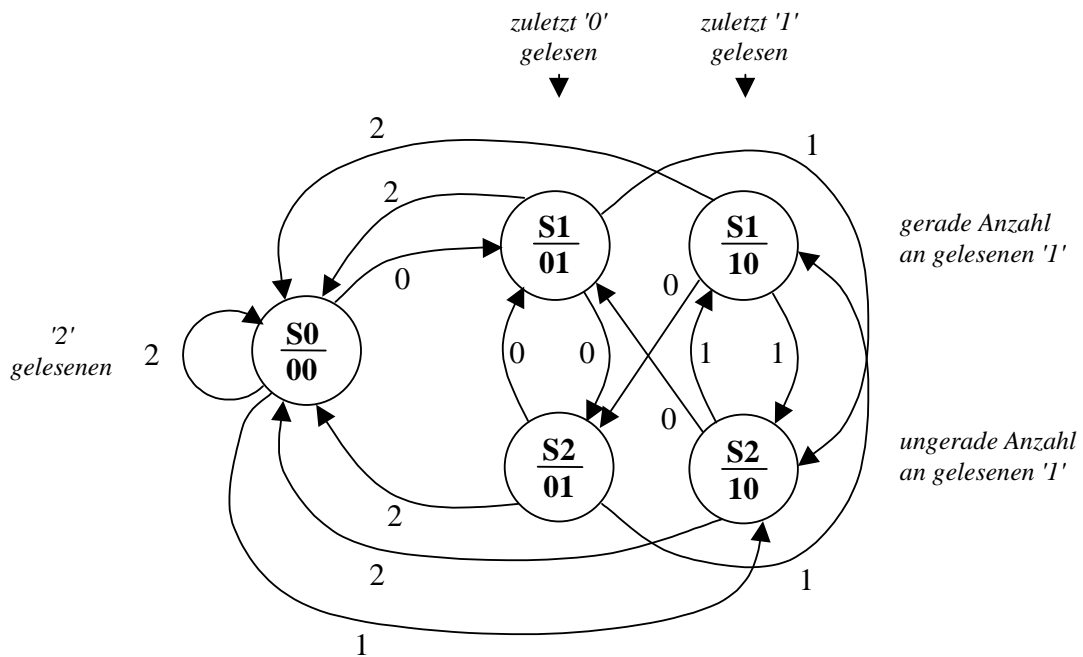 zuletzt '0'
gelesen
zuletzt '1'
gelesen
2
1
2
S1
01
S1
10
gerade Anzahl
an gelesenen '1'
0
0
'2'
gelesenen
2
S0
00
0
0
1
1
0
S2
01
S2
10
ungerade Anzahl
an gelesenen '1'
2
2
1
1